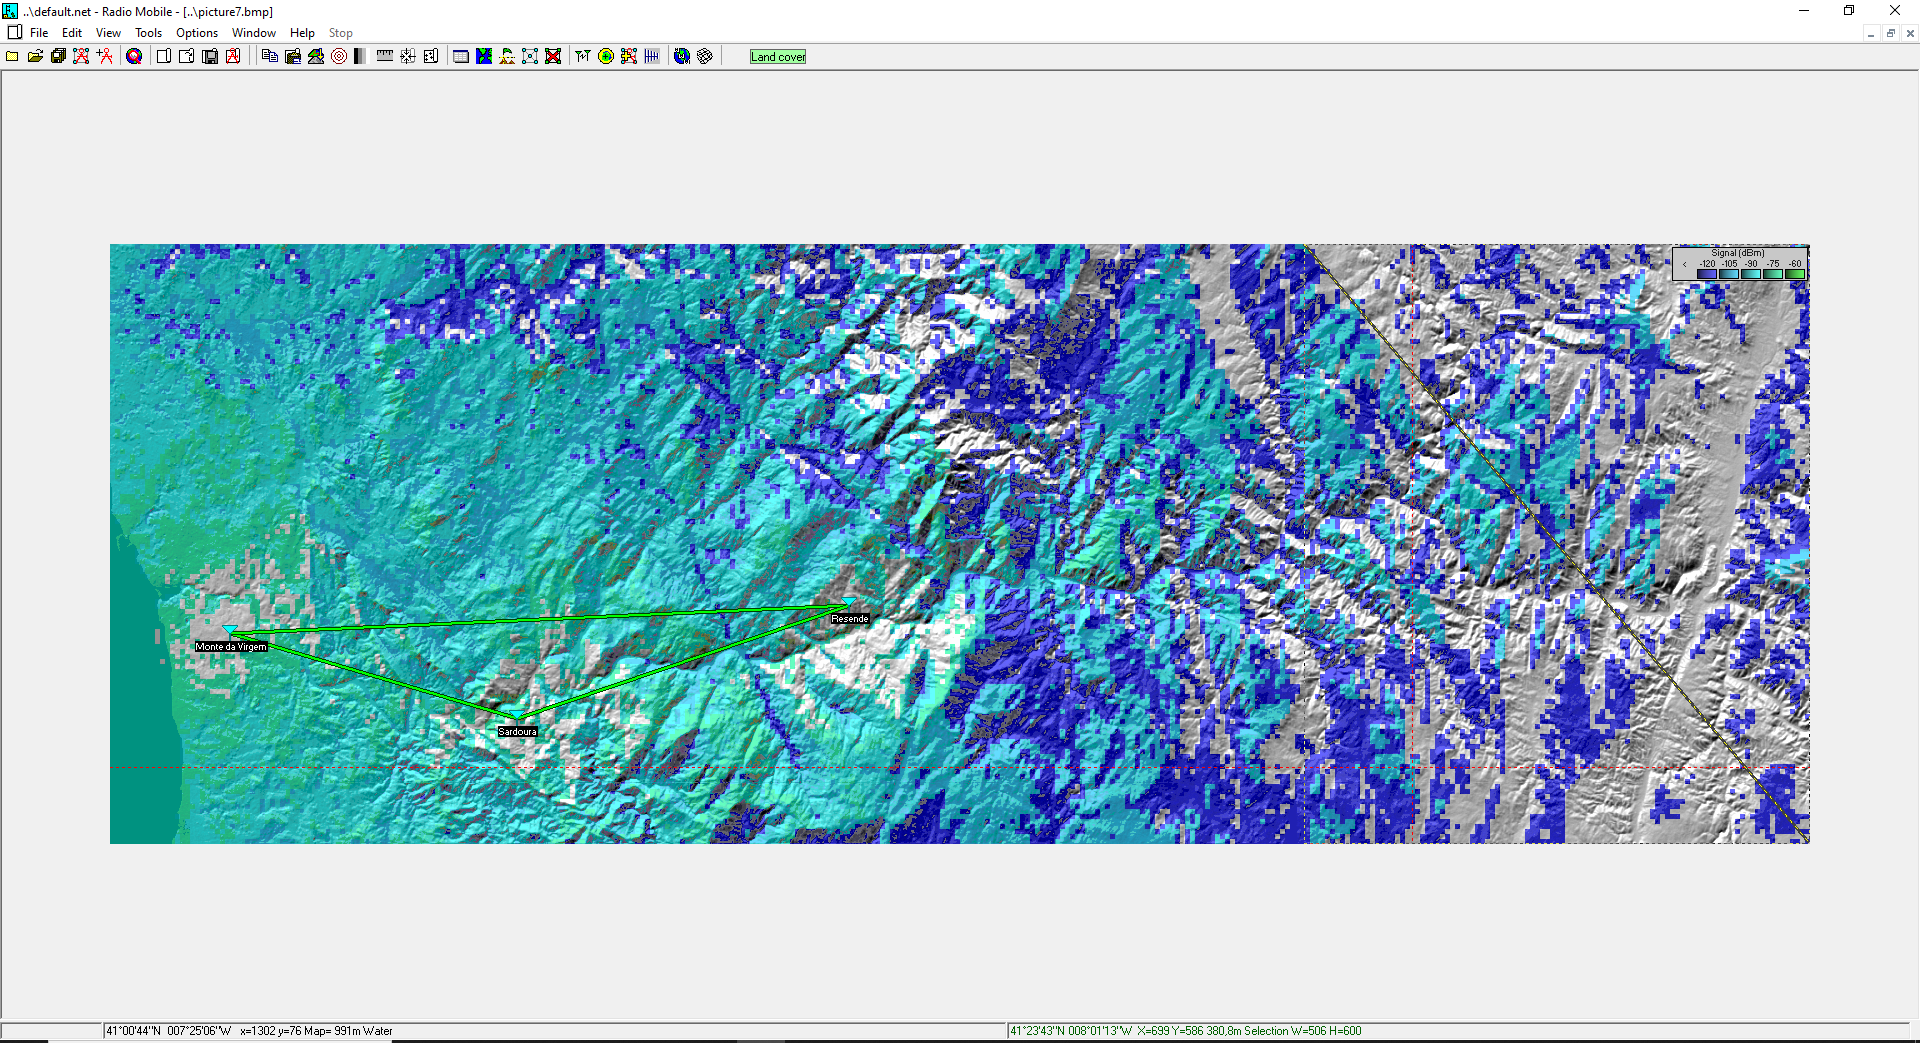 ..\default.net - Radio Mobile - [..\picture7.bmp]
File Edit View Tools Options Window Help Stop
Land cover
Signal (dBm)
< -120 -105 -90 -75 -60
Resende
Monte da Virgem
Sardoura
41°00'44''N 007°25'06''W x=1302 y=76 Map= 991m Water
41°23'43''N 008°01'13''W X=699 Y=586 380,8m Selection W=506 H=600